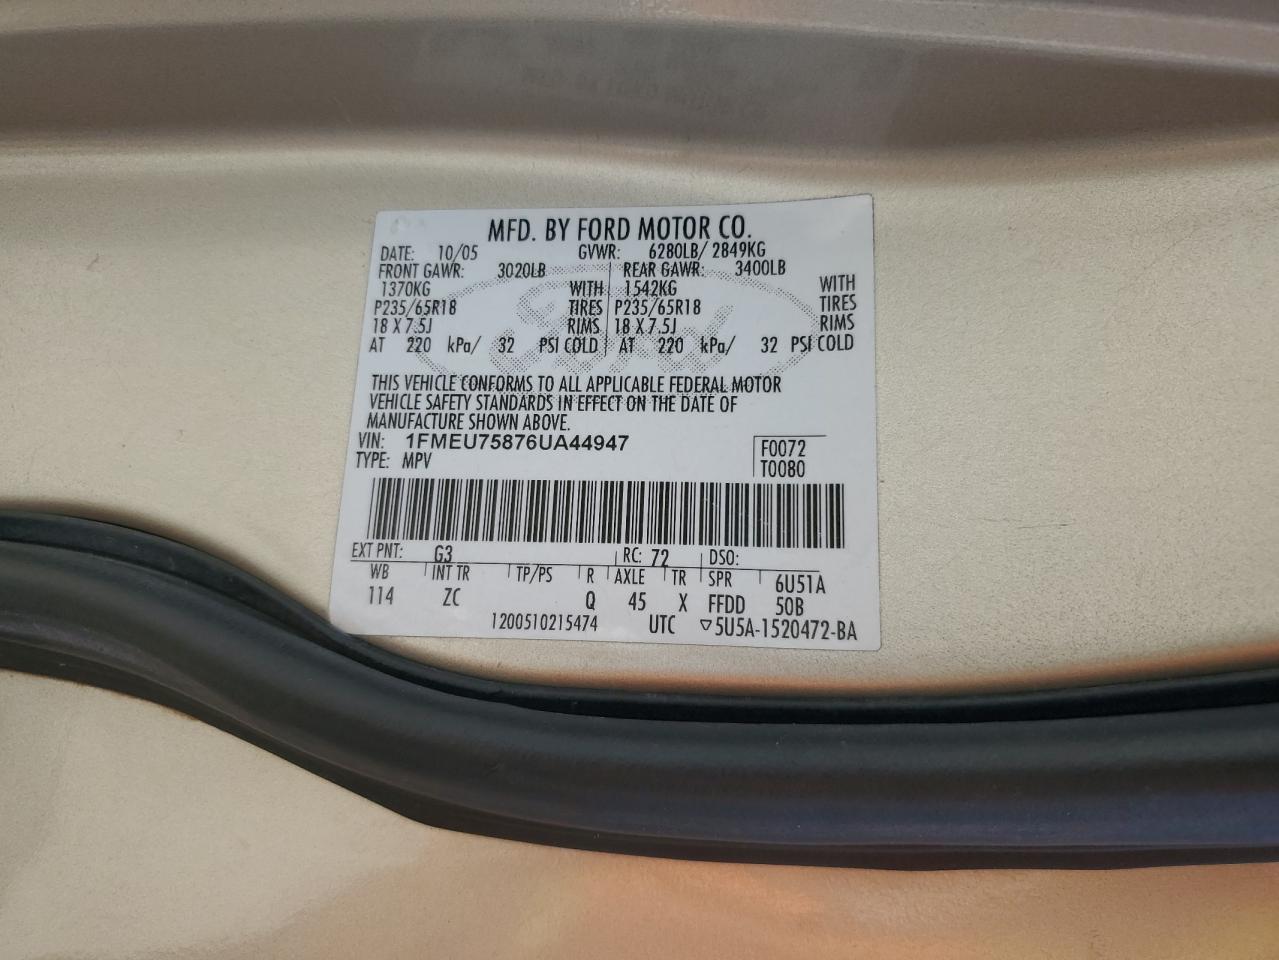 MFD. BY FORD MOTOR CO.
DATE: 10/05 GVWR: 6280LB/ 2849KG
FRONT GAWR: 3020LB REAR GAWR: 3400LB
1370KG WITH 1542KG WITH
P235/65R18 TIRES P235/65R18 TIRES
18 X 7.5J RIMS 18 X 7.5J RIMS
AT 220 kPa/ 32 PSI COLD AT 220 kPa/ 32 PSI COLD
THIS VEHICLE CONFORMS TO ALL APPLICABLE FEDERAL MOTOR
VEHICLE SAFETY STANDARDS IN EFFECT ON THE DATE OF
MANUFACTURE SHOWN ABOVE.
VIN: 1FMEU75876UA44947 F0072
TYPE: MPV T0080
EXT PNT: G3 RC: 72 DSO:
WB INT TR TP/PS R AXLE TR SPR 6U51A
114 ZC Q 45 X FFDD 50B
1200510215474 UTC ▽5U5A-1520472-BA